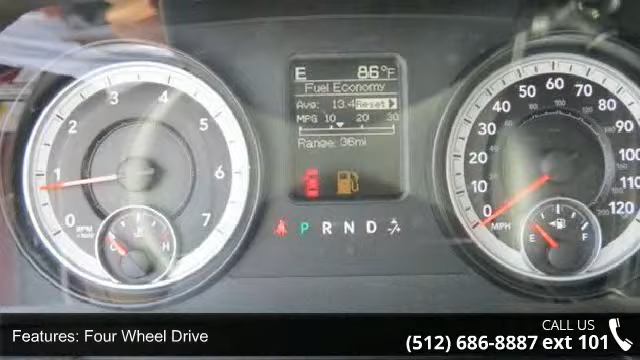 E 86°F
Fuel Economy
Avg: 13.4 Reset
MPG 10 20 30
Range: 36mi
P R N D
0 1 2 3 4 5 6 7
RPM
C H
0 10 20 30 40 50 60 70 80 90 100 110 120
MPH
E F
Features: Four Wheel Drive
CALL US
(512) 686-8887 ext 101